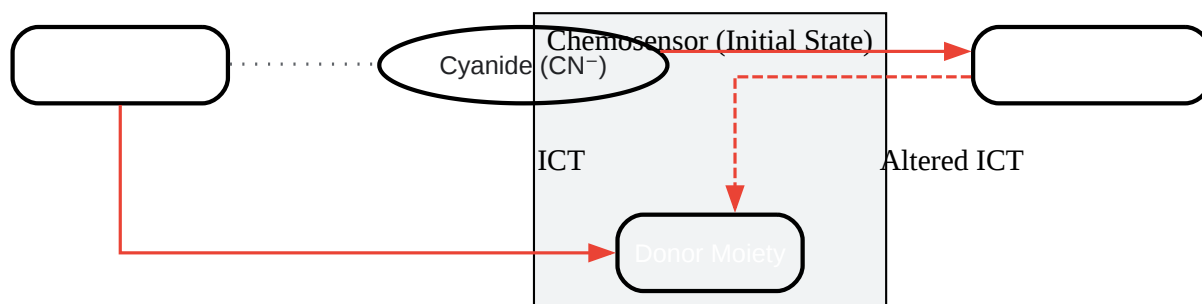 Chemosensor (Initial State)
Cyanide (CN⁻)
ICT
Altered ICT
Donor Moiety